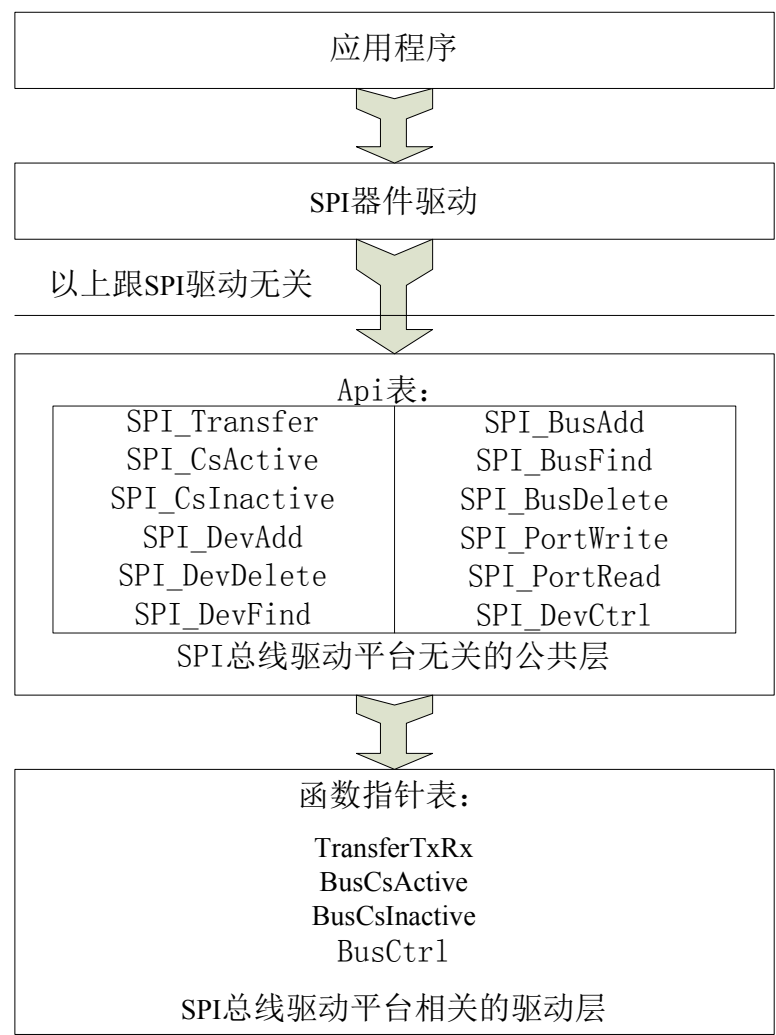 应用程序
SPI器件驱动
以上跟SPI驱动无关
Api表：
SPI_Transfer
SPI_CsActive
SPI_CsInactive
SPI_DevAdd
SPI_DevDelete
SPI_DevFind
SPI_BusAdd
SPI_BusFind
SPI_BusDelete
SPI_PortWrite
SPI_PortRead
SPI_DevCtrl
SPI总线驱动平台无关的公共层
函数指针表：
TransferTxRx
BusCsActive
BusCsInactive
BusCtrl
SPI总线驱动平台相关的驱动层